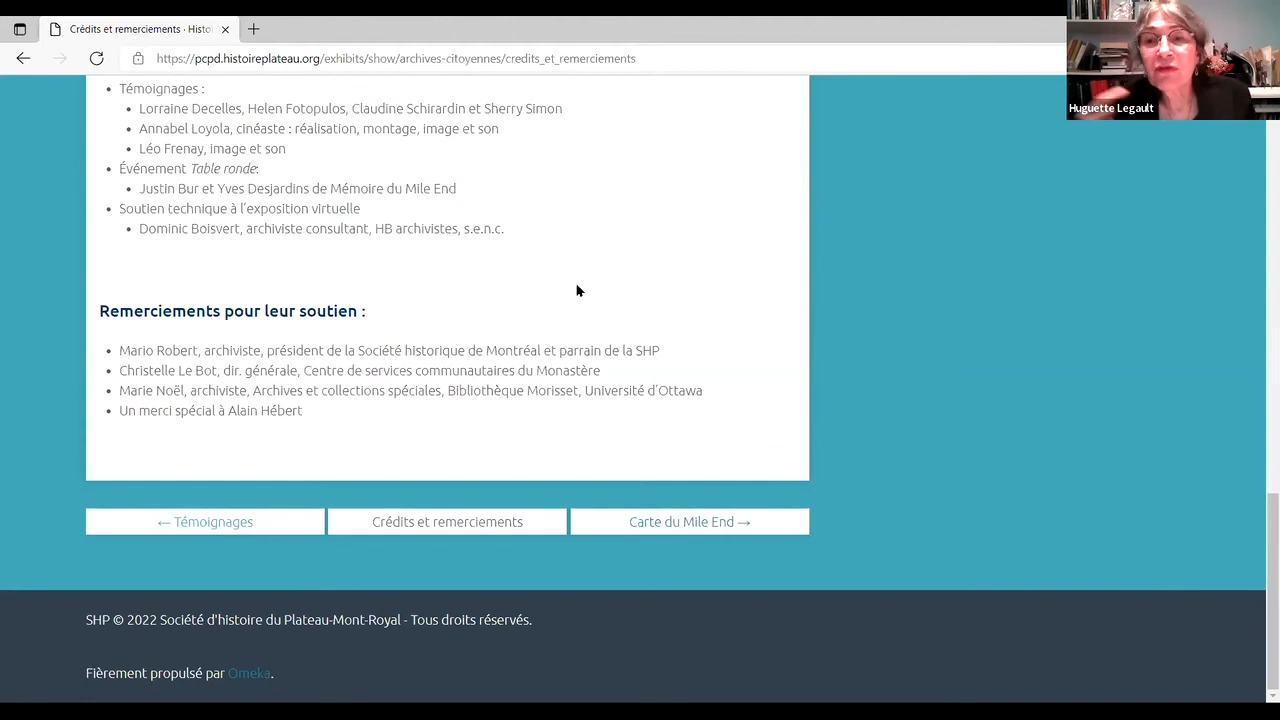 Crédits et remerciements · Histo
https://pcpd.histoireplateau.org/exhibits/show/archives-citoyennes/credits_et_remerciements
Huguette Legault
Témoignages :
Lorraine Decelles, Helen Fotopulos, Claudine Schirardin et Sherry Simon
Annabel Loyola, cinéaste : réalisation, montage, image et son
Léo Frenay, image et son
Événement Table ronde:
Justin Bur et Yves Desjardins de Mémoire du Mile End
Soutien technique à l'exposition virtuelle
Dominic Boisvert, archiviste consultant, HB archivistes, s.e.n.c.
Remerciements pour leur soutien :
Mario Robert, archiviste, président de la Société historique de Montréal et parrain de la SHP
Christelle Le Bot, dir. générale, Centre de services communautaires du Monastère
Marie Noël, archiviste, Archives et collections spéciales, Bibliothèque Morisset, Université d'Ottawa
Un merci spécial à Alain Hébert
← Témoignages
Crédits et remerciements
Carte du Mile End →
SHP © 2022 Société d'histoire du Plateau-Mont-Royal - Tous droits réservés.
Fièrement propulsé par Omeka.